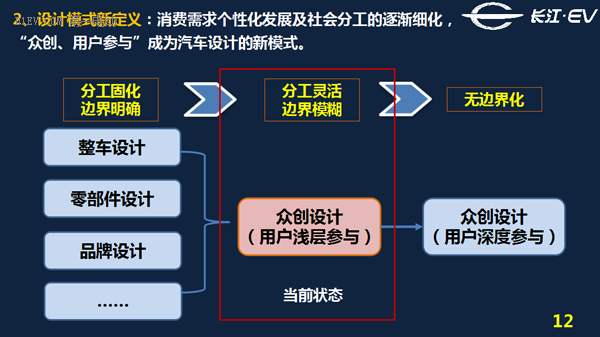 2、设计模式新定义：消费需求个性化发展及社会分工的逐渐细化，
“众创、用户参与”成为汽车设计的新模式。
长江·EV
分工固化
边界明确
分工灵活
边界模糊
无边界化
整车设计
零部件设计
品牌设计
……
众创设计
（用户浅层参与）
众创设计
（用户深度参与）
当前状态
12